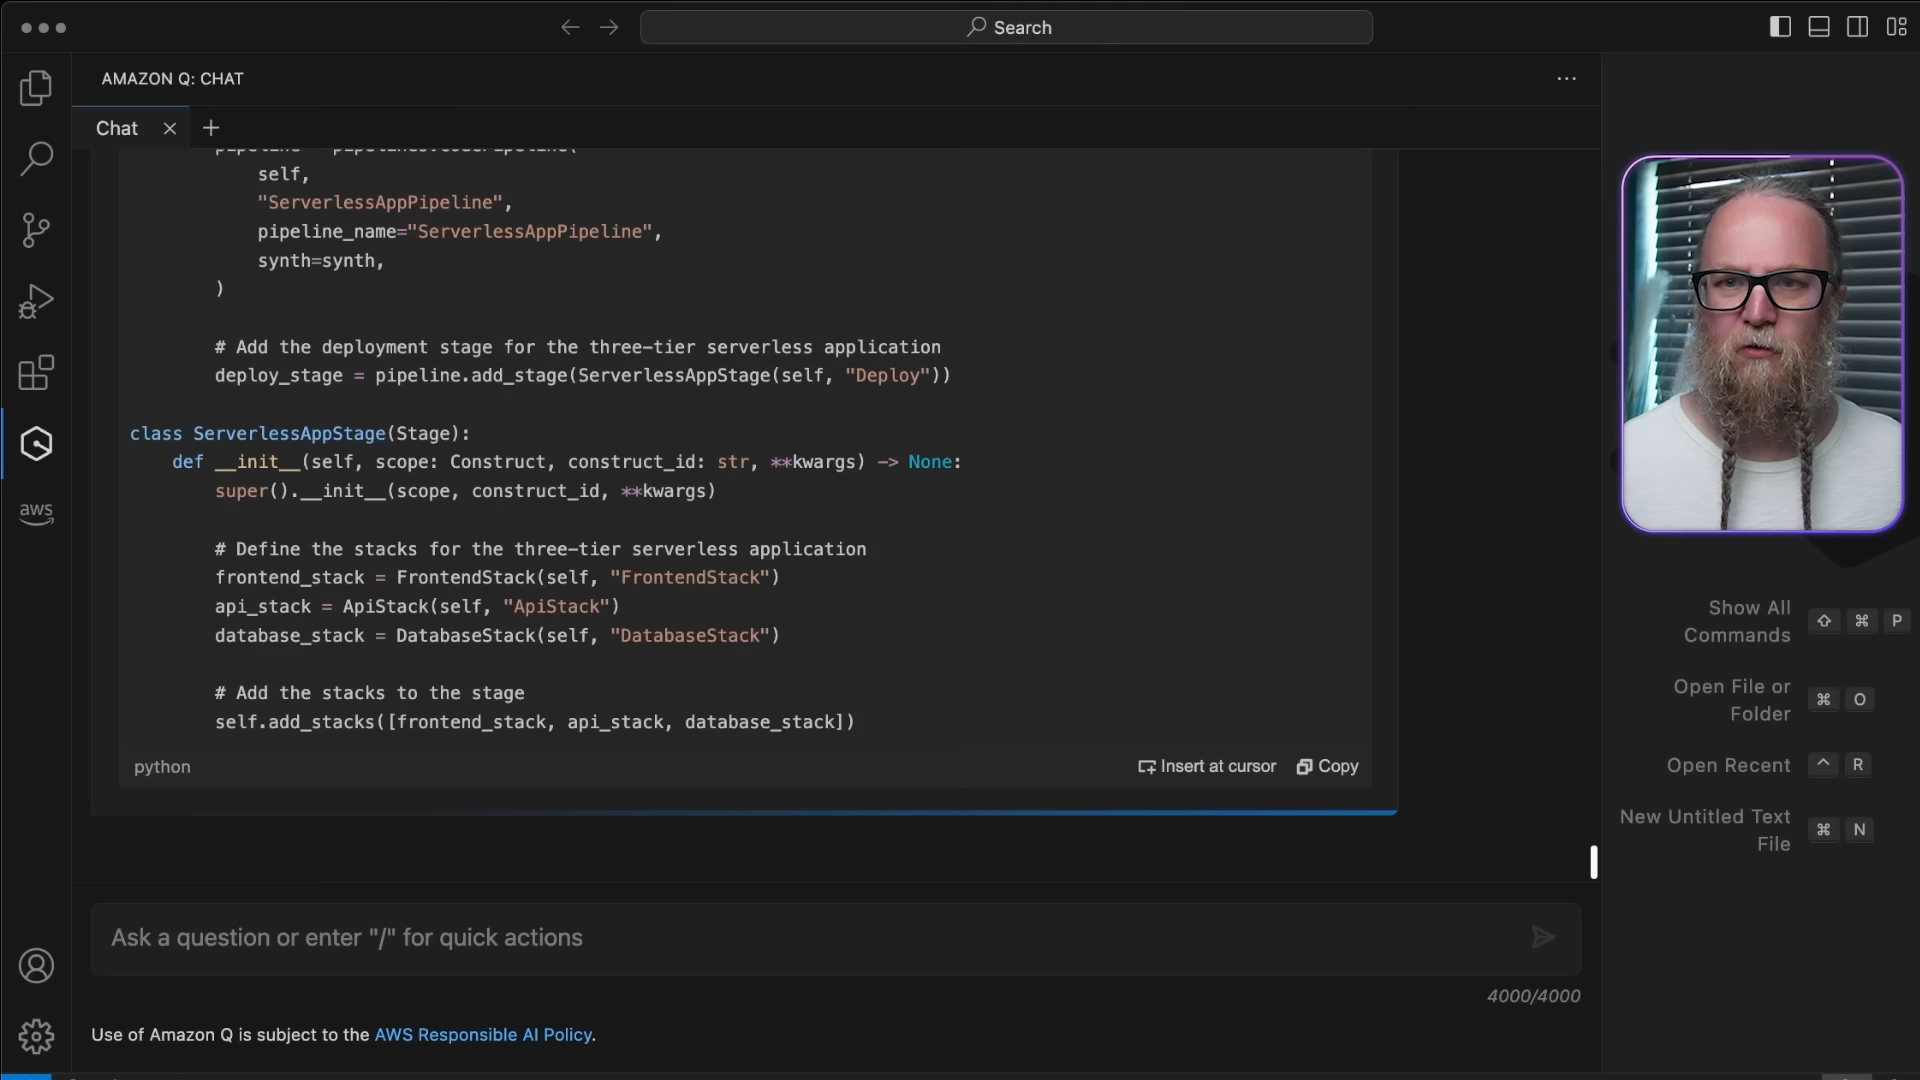 Search
AMAZON Q: CHAT
Chat
self,
"ServerlessAppPipeline",
pipeline_name="ServerlessAppPipeline",
synth=synth,
)
# Add the deployment stage for the three-tier serverless application
deploy_stage = pipeline.add_stage(ServerlessAppStage(self, "Deploy"))
class ServerlessAppStage(Stage):
def __init__(self, scope: Construct, construct_id: str, **kwargs) -> None:
super().__init__(scope, construct_id, **kwargs)
# Define the stacks for the three-tier serverless application
frontend_stack = FrontendStack(self, "FrontendStack")
api_stack = ApiStack(self, "ApiStack")
database_stack = DatabaseStack(self, "DatabaseStack")
# Add the stacks to the stage
self.add_stacks([frontend_stack, api_stack, database_stack])
python
Insert at cursor Copy
aws
Ask a question or enter "/" for quick actions
4000/4000
Use of Amazon Q is subject to the AWS Responsible AI Policy.
Show All
Commands ⇧ ⌘ P
Open File or
Folder ⌘ O
Open Recent ^ R
New Untitled Text
File ⌘ N